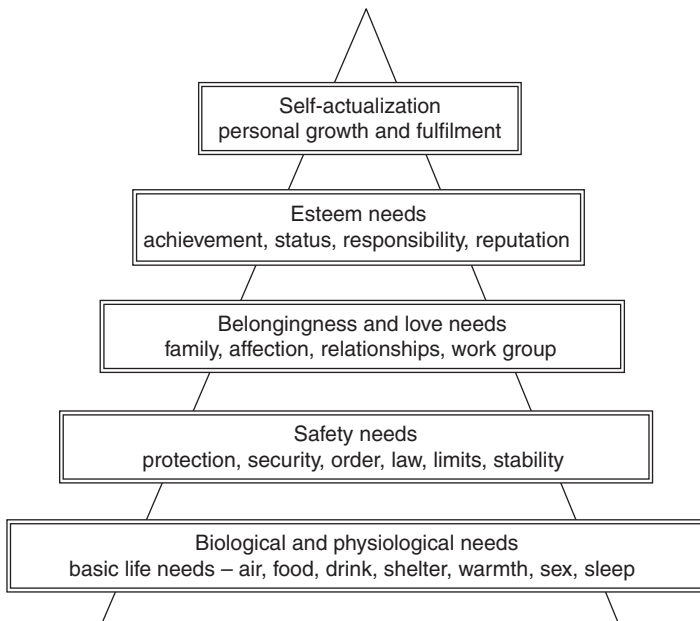 Self-actualization
personal growth and fulfilment
Esteem needs
achievement, status, responsibility, reputation
Belongingness and love needs
family, affection, relationships, work group
Safety needs
protection, security, order, law, limits, stability
Biological and physiological needs
basic life needs – air, food, drink, shelter, warmth, sex, sleep